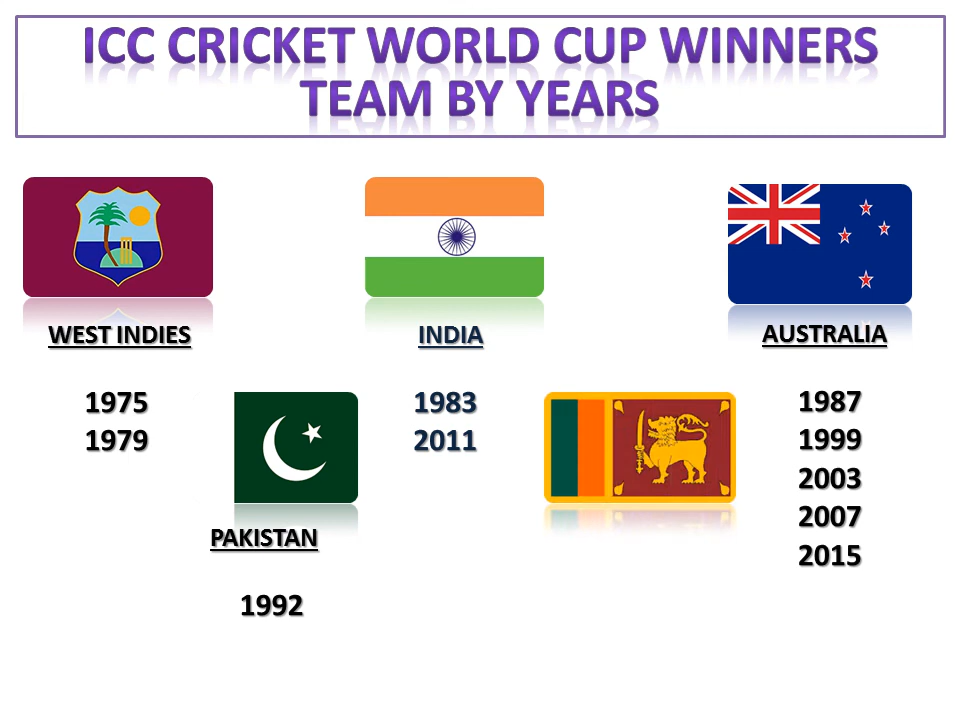 ICC CRICKET WORLD CUP WINNERS
TEAM BY YEARS
WEST INDIES
1975
1979
INDIA
1983
2011
AUSTRALIA
1987
1999
2003
2007
2015
PAKISTAN
1992